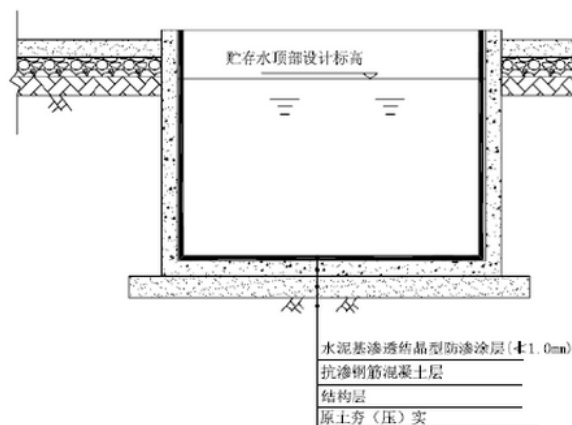 贮存水顶部设计标高
水泥基渗透结晶型防渗涂层(≮1.0mm)
抗渗钢筋混凝土层
结构层
原土夯（压）实